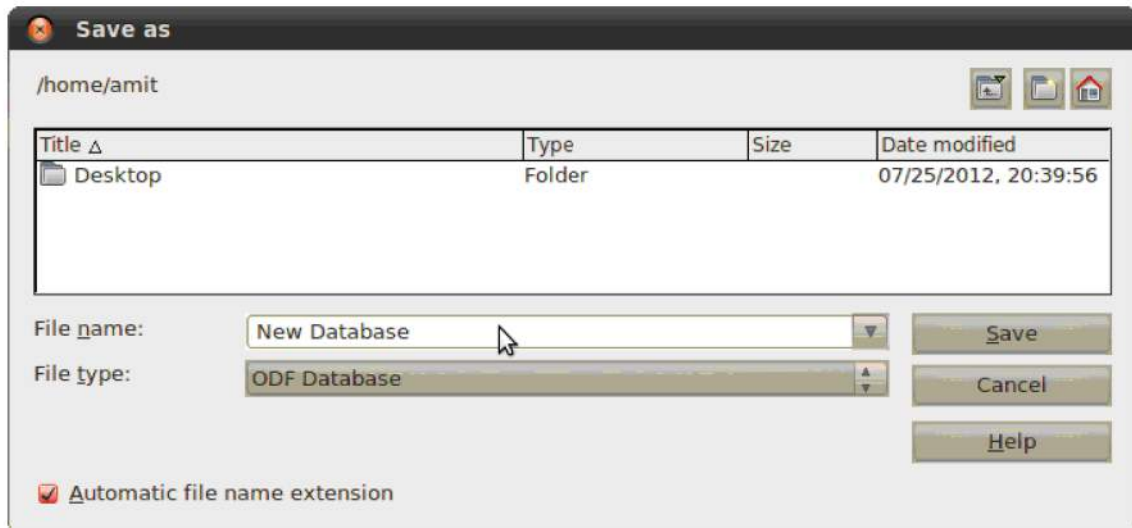 Save as
/home/amit
Title Type Size Date modified
Desktop Folder 07/25/2012, 20:39:56
File name: New Database Save
File type: ODF Database Cancel
Help
Automatic file name extension